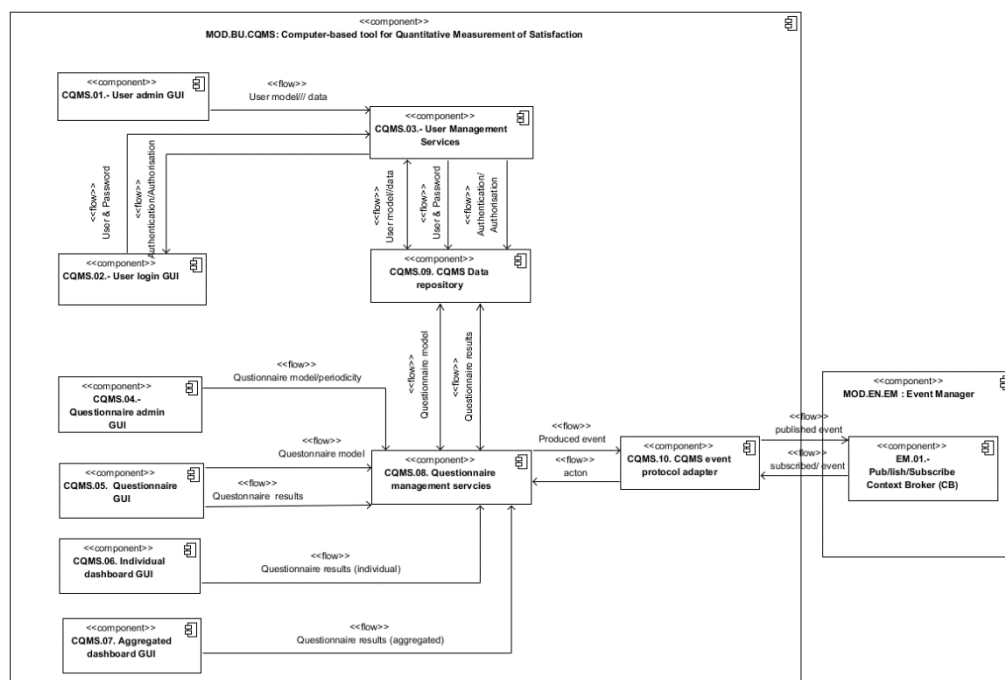 <<component>>
MOD.BU.CQMS: Computer-based tool for Quantitative Measurement of Satisfaction
<<component>>
CQMS.01.- User admin GUI
<<flow>>
User model/// data
<<component>>
CQMS.03.- User Management
Services
<<flow>>
User & Password
<<flow>>
Authentication/Authorisation
<<flow>>
User model//data
<<flow>>
User & Password
<<flow>>
Authentication/
Authorisation
<<component>>
CQMS.02.- User login GUI
<<component>>
CQMS.09. CQMS Data
repository
<<flow>>
Questionnaire model
<<flow>>
Questionnaire results
<<component>>
CQMS.04.-
Questionnaire admin
GUI
<<flow>>
Qustionnaire model/periodicity
<<component>>
CQMS.05. Questionnaire
GUI
<<flow>>
Questonnaire model
<<flow>>
Questonnaire results
<<component>>
CQMS.08. Questionnaire
management servcies
<<flow>>
Produced event
<<flow>>
acton
<<component>>
CQMS.10. CQMS event
protocol adapter
<<flow>>
published event
<<flow>>
subscribed/ event
<<component>>
MOD.EN.EM : Event Manager
<<component>>
EM.01.-
Pub/lish/Subscribe
Context Broker (CB)
<<component>>
CQMS.06. Individual
dashboard GUI
<<flow>>
Questionnaire results (individual)
<<component>>
CQMS.07. Aggregated
dashboard GUI
<<flow>>
Questionnaire results (aggregated)